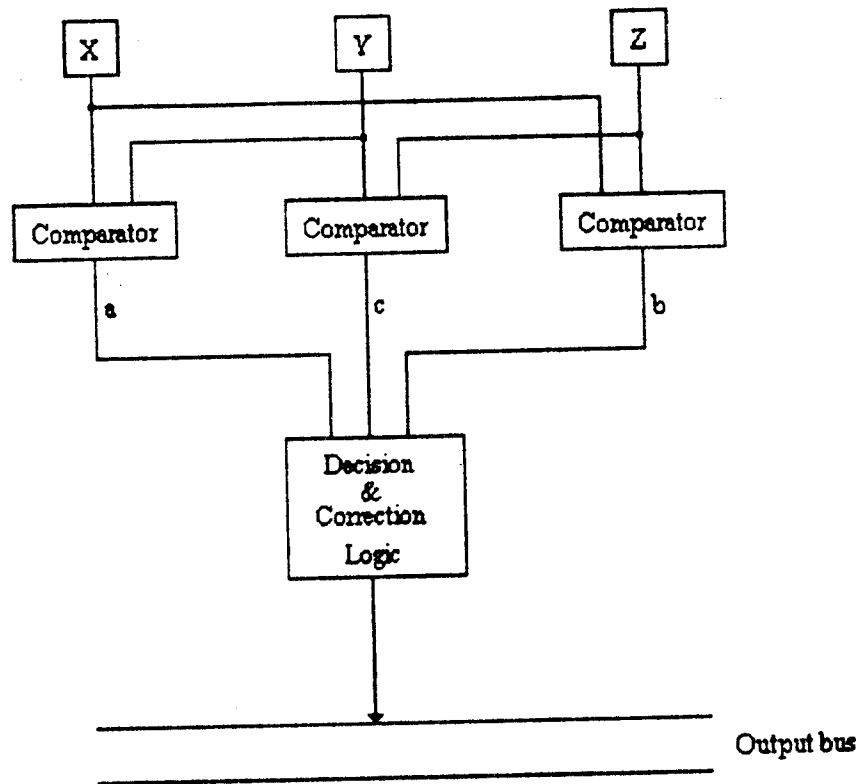 X
Y
Z
Comparator
Comparator
Comparator
a
c
b
Decision
&
Correction
Logic
Output bus